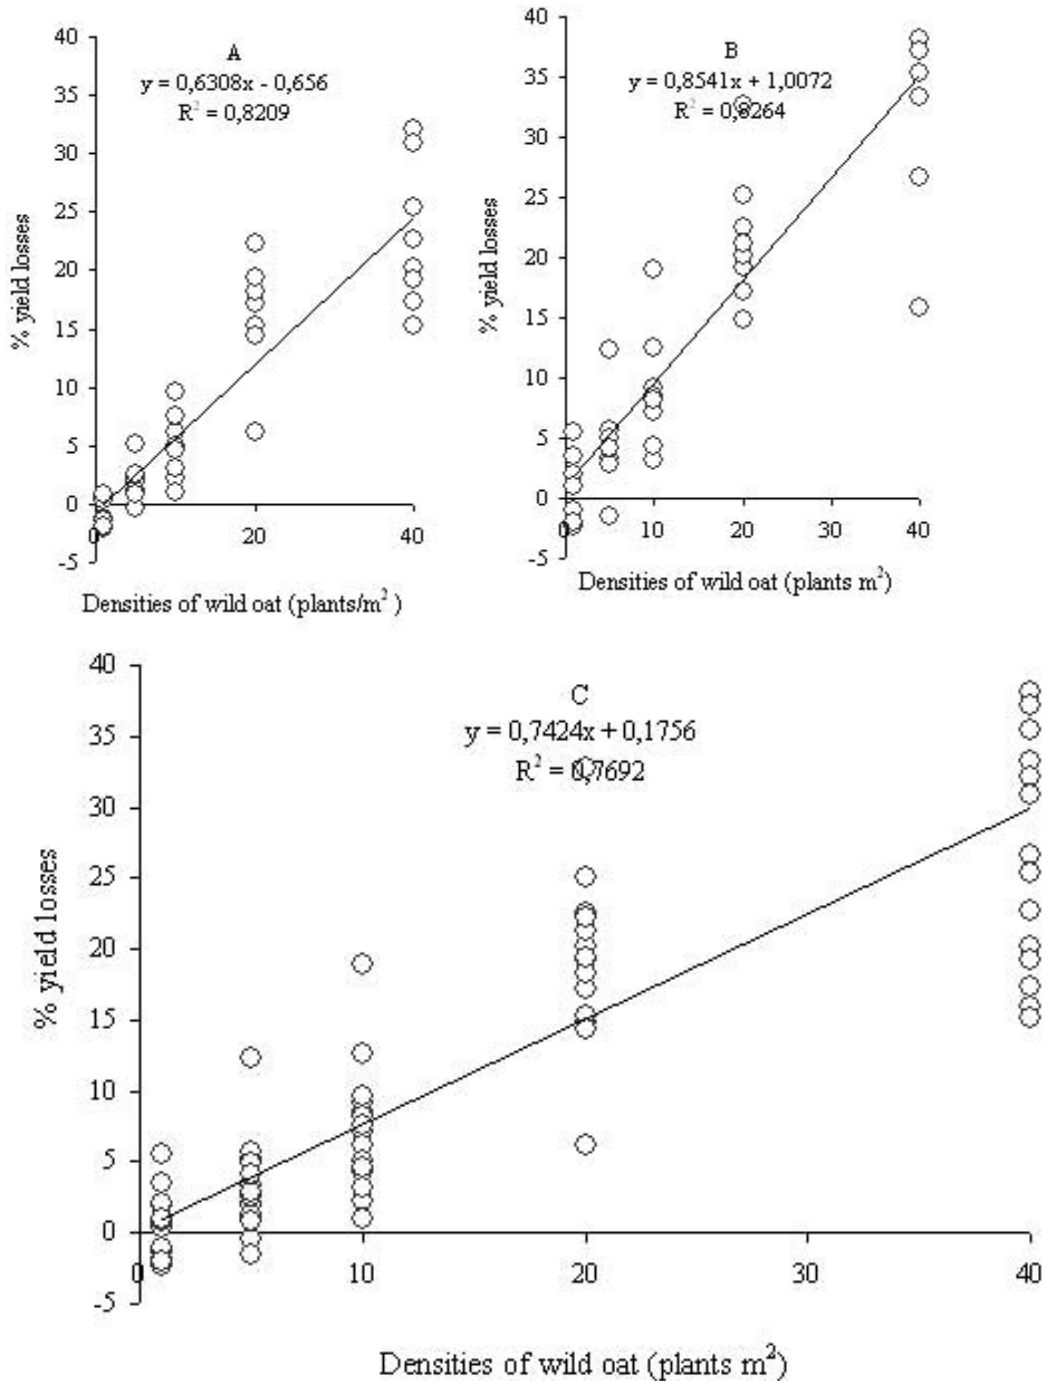 A
y = 0,6308x - 0,656
R² = 0,8209
40
35
30
25
20
15
10
5
0
-5
0
20
40
% yield losses
Densities of wild oat (plants/m² )
B
y = 0,8541x + 1,0072
R² = 0,8264
40
35
30
25
20
15
10
5
0
-5
0
10
20
30
40
% yield losses
Densities of wild oat (plants m²)
C
y = 0,7424x + 0,1756
R² = 0,7692
40
35
30
25
20
15
10
5
0
-5
0
10
20
30
40
% yield losses
Densities of wild oat (plants m²)